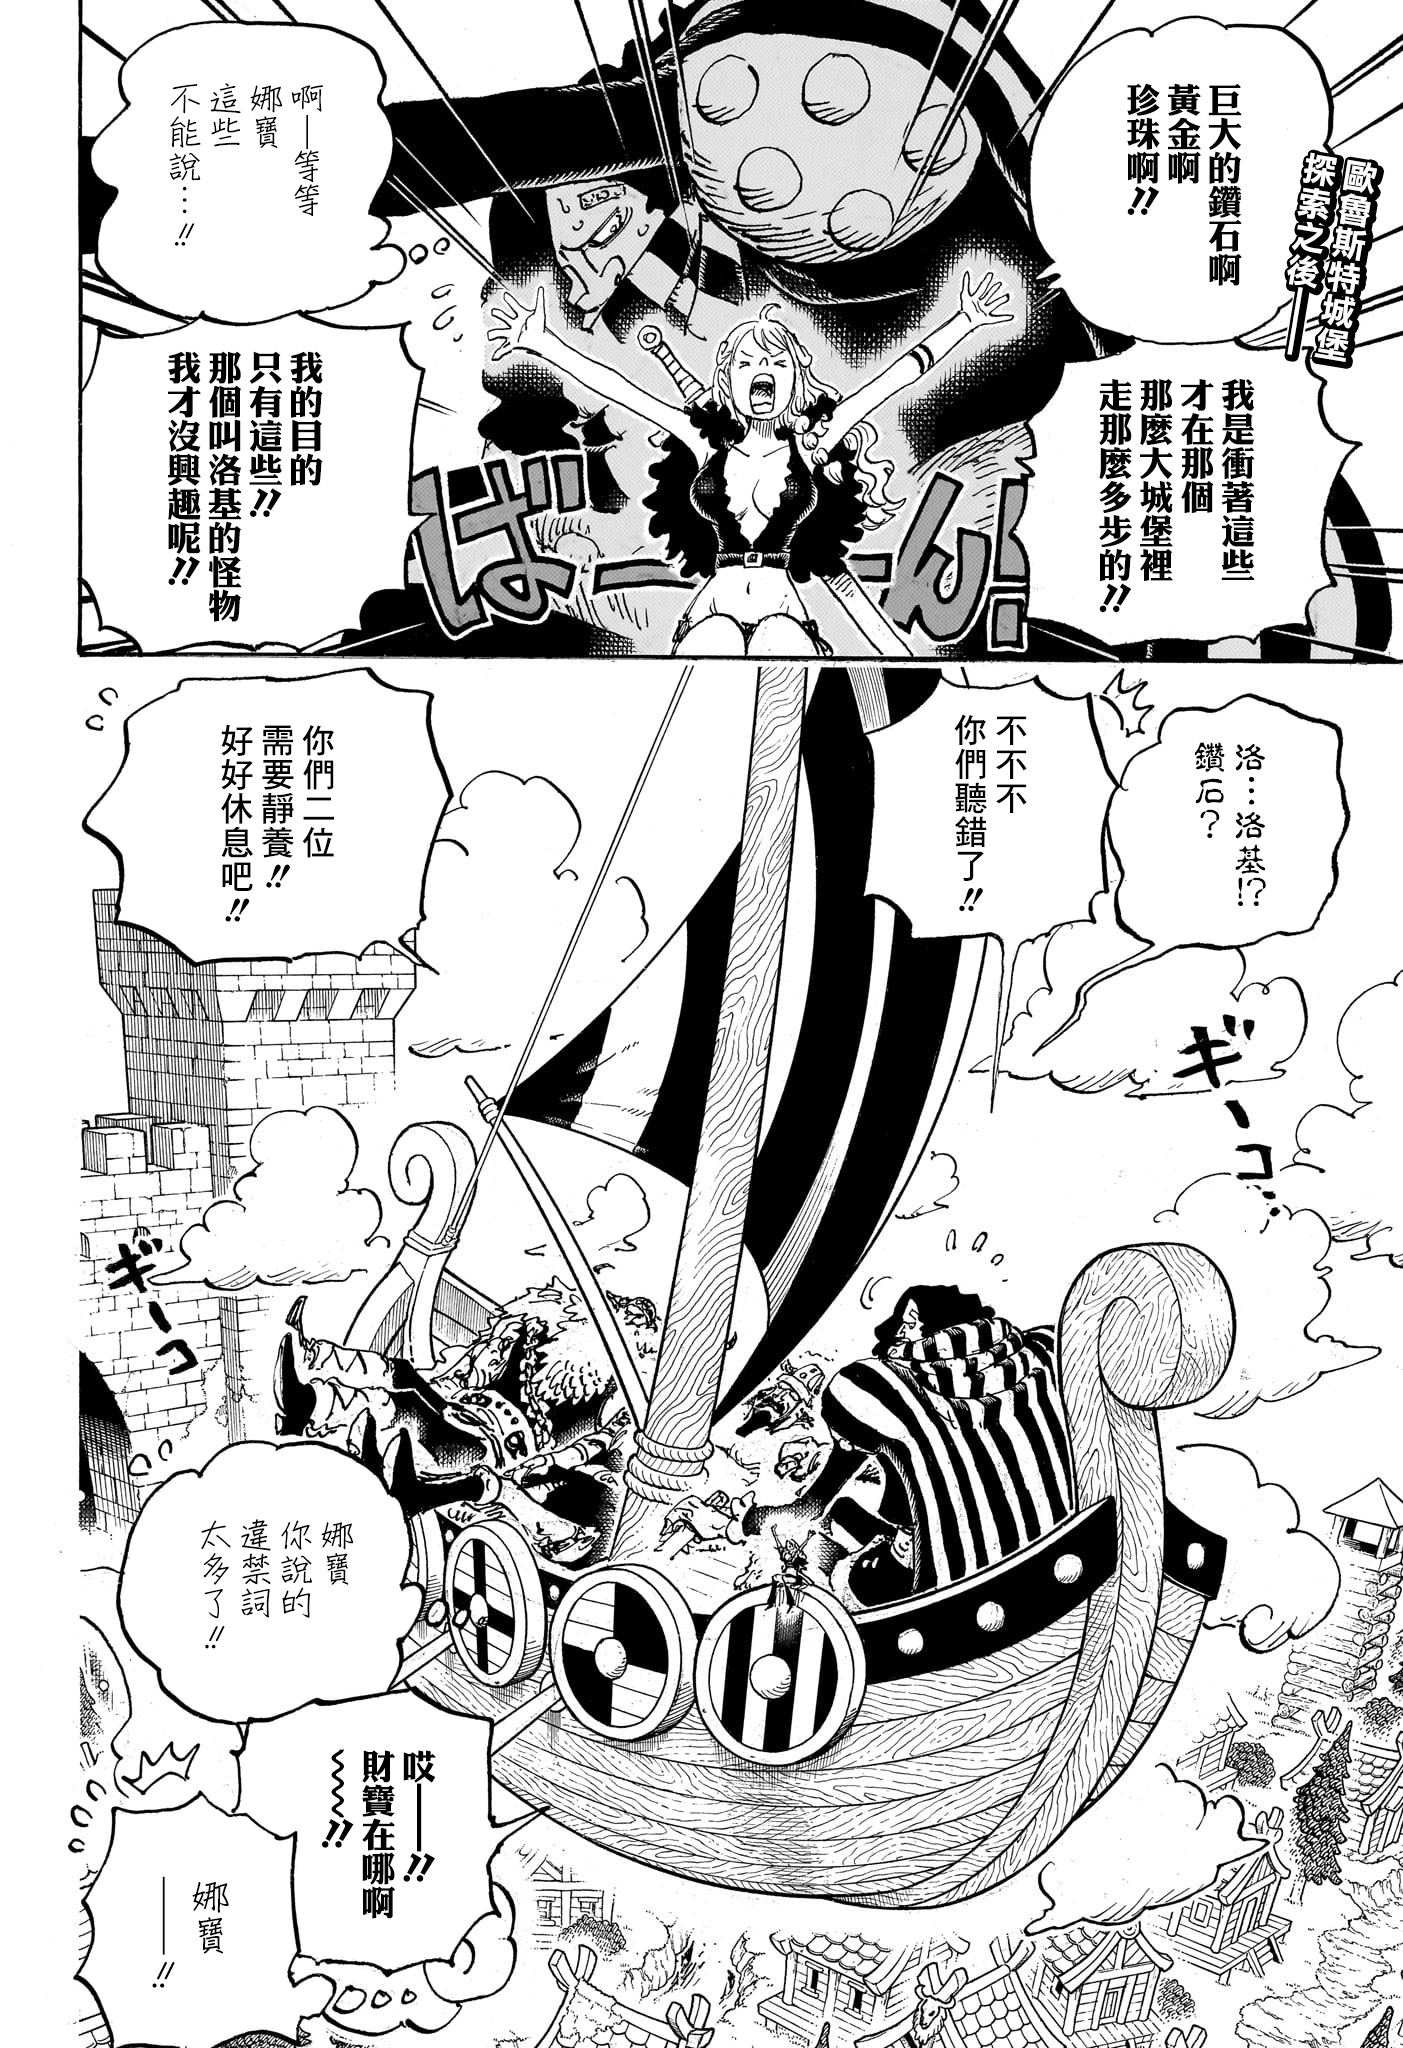 歐魯斯特城堡
探索之後——
巨大的鑽石啊
黃金啊
珍珠啊!!
我是衝著這些
才在那個
那麼大城堡裡
走那麼多步的!!
啊—等等
娜寶
這些
不能說…!!
我的目的
只有這些!!
那個叫洛基的怪物
我才沒興趣呢!!
ばーーん!
洛…洛基!?
鑽石?
不不不
你們聽錯了!!
你們二位
需要靜養!!
好好休息吧!!
ギーコ…
ギーコ
娜寶
你說的
違禁詞
太多了!!
哎——!!
財寶在哪啊
~~!!
娜寶
——!!